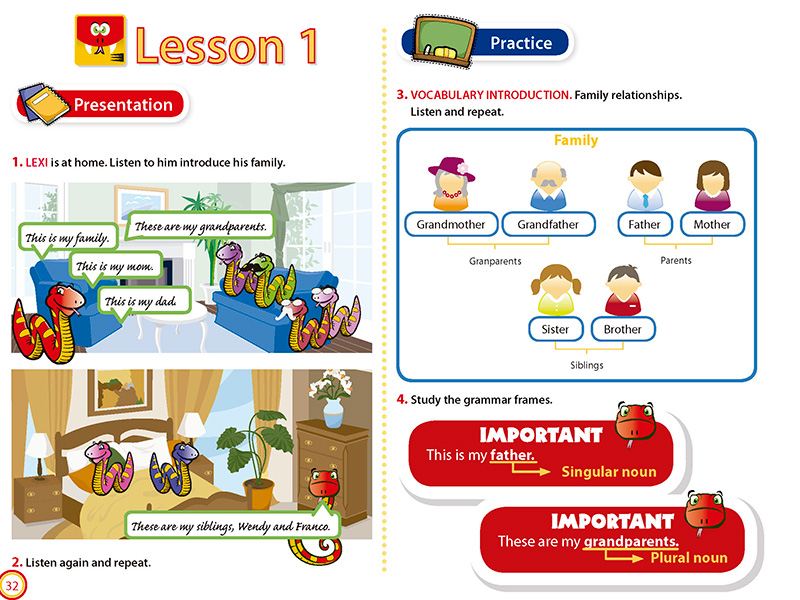 Lesson 1
Presentation
1. LEXI is at home. Listen to him introduce his family.
This is my family.
These are my grandparents.
This is my mom.
This is my dad.
These are my siblings, Wendy and Franco.
2. Listen again and repeat.
32
Practice
3. VOCABULARY INTRODUCTION. Family relationships.
Listen and repeat.
Family
Grandmother Grandfather Father Mother
Granparents Parents
Sister Brother
Siblings
4. Study the grammar frames.
IMPORTANT
This is my father.
Singular noun
IMPORTANT
These are my grandparents.
Plural noun